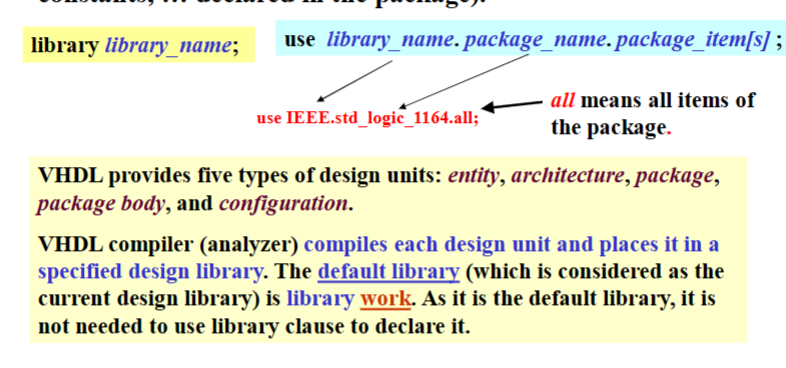 constants, ... declared in the package).
library library_name;
use library_name.package_name.package_item[s] ;
use IEEE.std_logic_1164.all;
all means all items of
the package.
VHDL provides five types of design units: entity, architecture, package,
package body, and configuration.
VHDL compiler (analyzer) compiles each design unit and places it in a
specified design library. The default library (which is considered as the
current design library) is library work. As it is the default library, it is
not needed to use library clause to declare it.